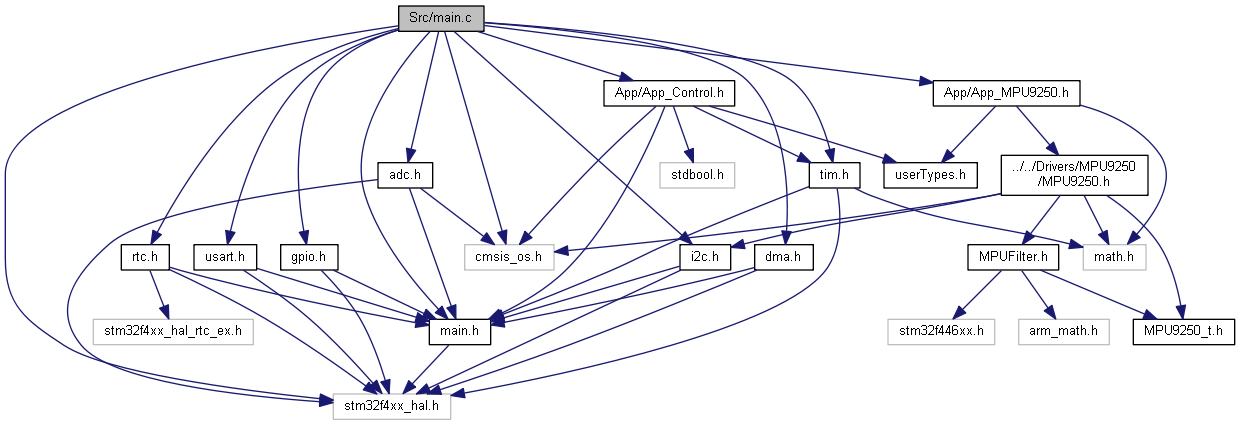 Src/main.c
App/App_Control.h
App/App_MPU9250.h
adc.h
stdbool.h
tim.h
userTypes.h
../../Drivers/MPU9250
/MPU9250.h
rtc.h
usart.h
gpio.h
cmsis_os.h
i2c.h
dma.h
MPUFilter.h
math.h
stm32f4xx_hal_rtc_ex.h
main.h
stm32f446xx.h
arm_math.h
MPU9250_t.h
stm32f4xx_hal.h